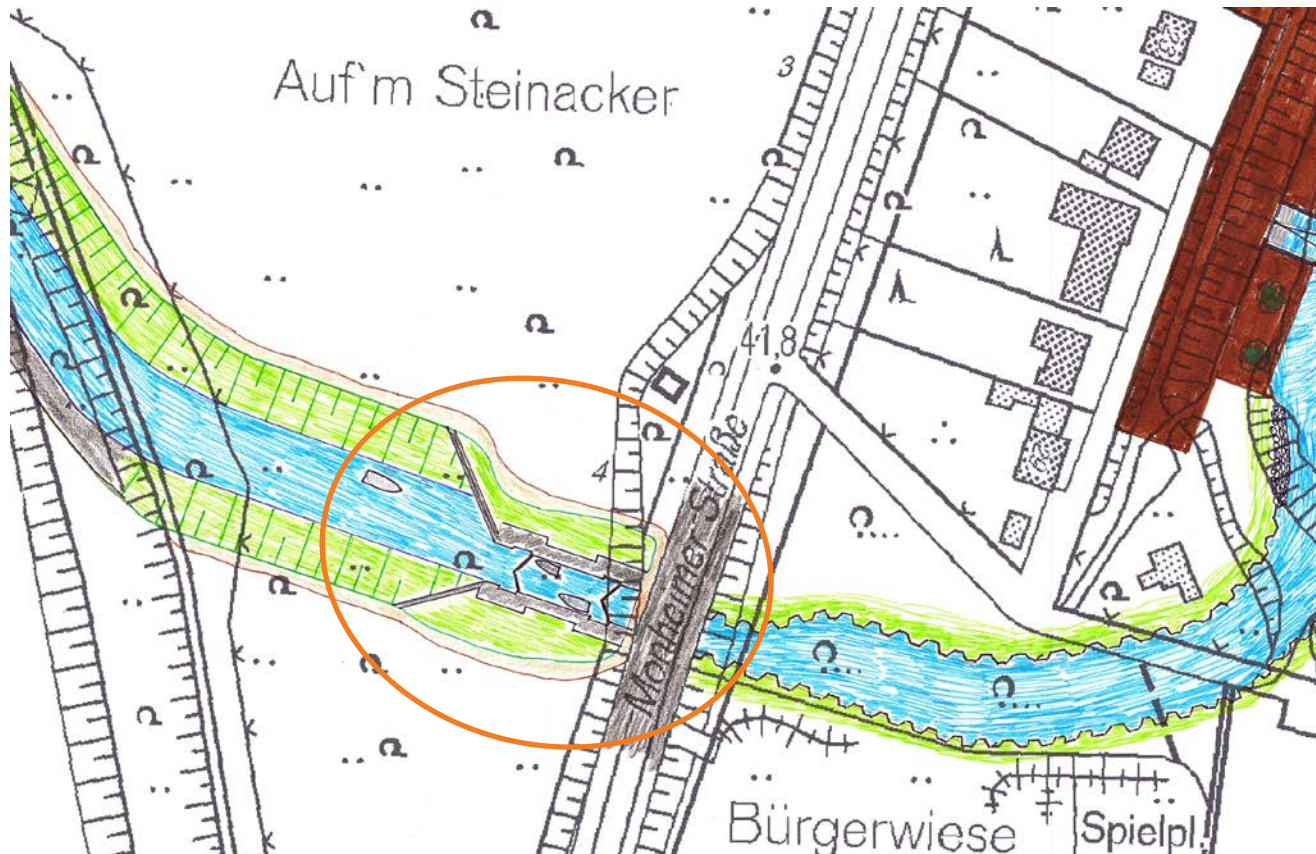 Auf'm Steinacker
3
41,8
4
Monheimer Straße
Bürgerwiese
Spielpl.